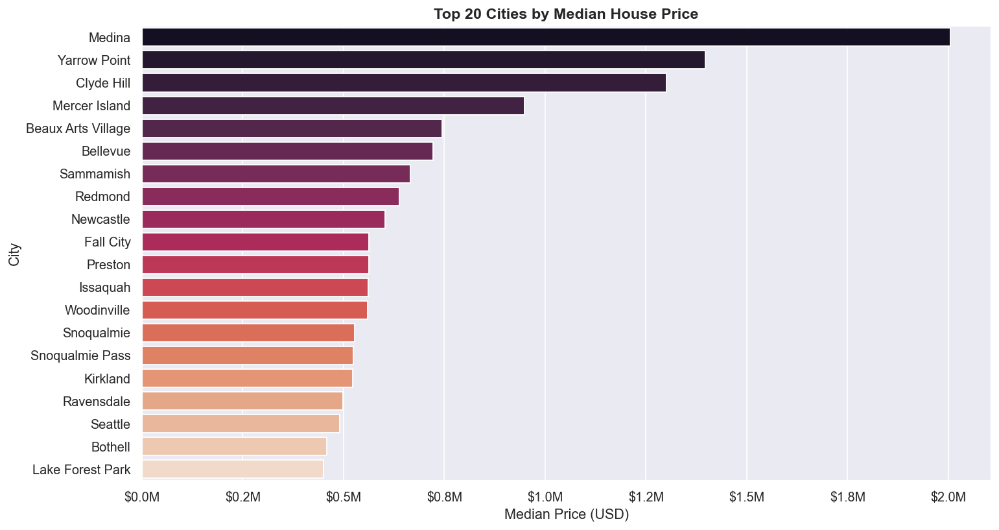 Top 20 Cities by Median House Price
City
Medina
Yarrow Point
Clyde Hill
Mercer Island
Beaux Arts Village
Bellevue
Sammamish
Redmond
Newcastle
Fall City
Preston
Issaquah
Woodinville
Snoqualmie
Snoqualmie Pass
Kirkland
Ravensdale
Seattle
Bothell
Lake Forest Park
$0.0M $0.2M $0.5M $0.8M $1.0M $1.2M $1.5M $1.8M $2.0M
Median Price (USD)